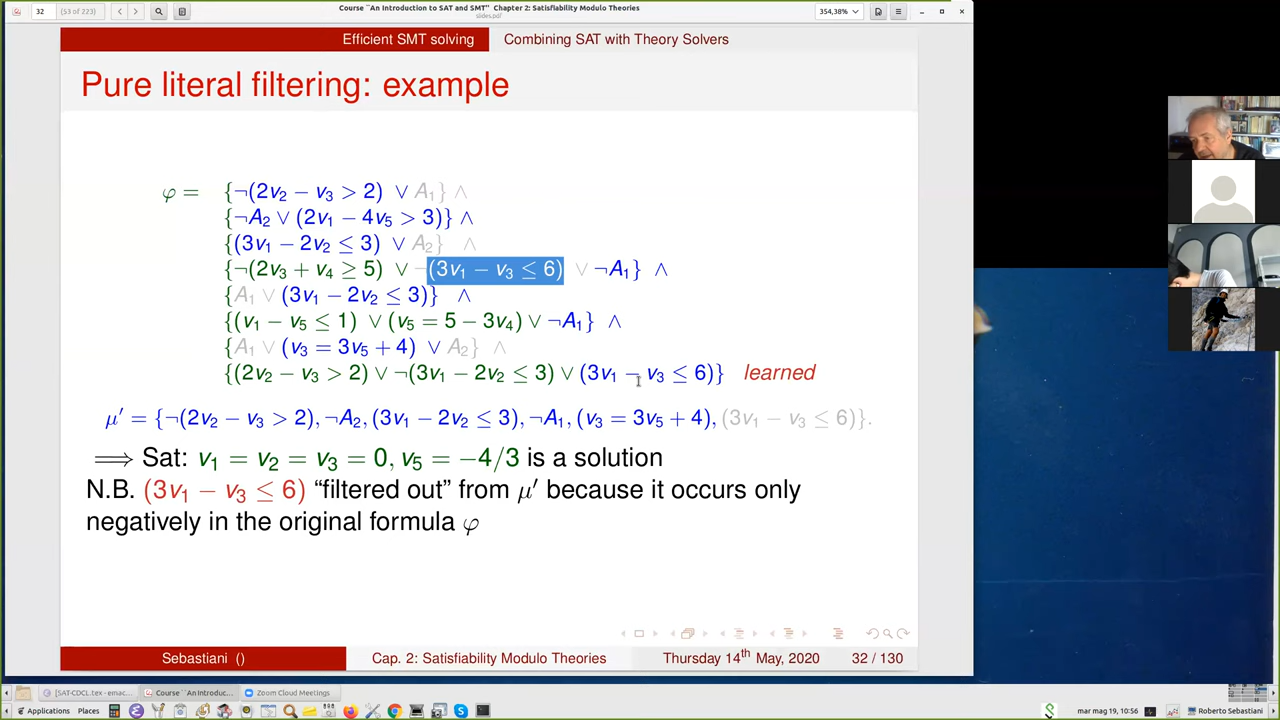 32 (53 of 223) Course ``An Introduction to SAT and SMT'' Chapter 2: Satisfiability Modulo Theories 354,38%
slides.pdf
Efficient SMT solving Combining SAT with Theory Solvers
Pure literal filtering: example
φ = {¬(2v₂ − v₃ > 2) ∨ A₁} ∧
{¬A₂ ∨ (2v₁ − 4v₅ > 3)} ∧
{(3v₁ − 2v₂ ≤ 3) ∨ A₂} ∧
{¬(2v₃ + v₄ ≥ 5) ∨ ¬(3v₁ − v₃ ≤ 6) ∨ ¬A₁} ∧
{A₁ ∨ (3v₁ − 2v₂ ≤ 3)} ∧
{(v₁ − v₅ ≤ 1) ∨ (v₅ = 5 − 3v₄) ∨ ¬A₁} ∧
{A₁ ∨ (v₃ = 3v₅ + 4) ∨ A₂} ∧
{(2v₂ − v₃ > 2) ∨ ¬(3v₁ − 2v₂ ≤ 3) ∨ (3v₁ − v₃ ≤ 6)} learned
μ′ = {¬(2v₂ − v₃ > 2), ¬A₂, (3v₁ − 2v₂ ≤ 3), ¬A₁, (v₃ = 3v₅ + 4), (3v₁ − v₃ ≤ 6)}.
⟹ Sat: v₁ = v₂ = v₃ = 0, v₅ = −4/3 is a solution
N.B. (3v₁ − v₃ ≤ 6) “filtered out” from μ′ because it occurs only
negatively in the original formula φ
Sebastiani () Cap. 2: Satisfiability Modulo Theories Thursday 14th May, 2020 32 / 130
[SAT-CDCL.tex - emac... Course ``An Introduc... Zoom Cloud Meetings
Applications Places mar mag 19, 10:56 Roberto Sebastiani